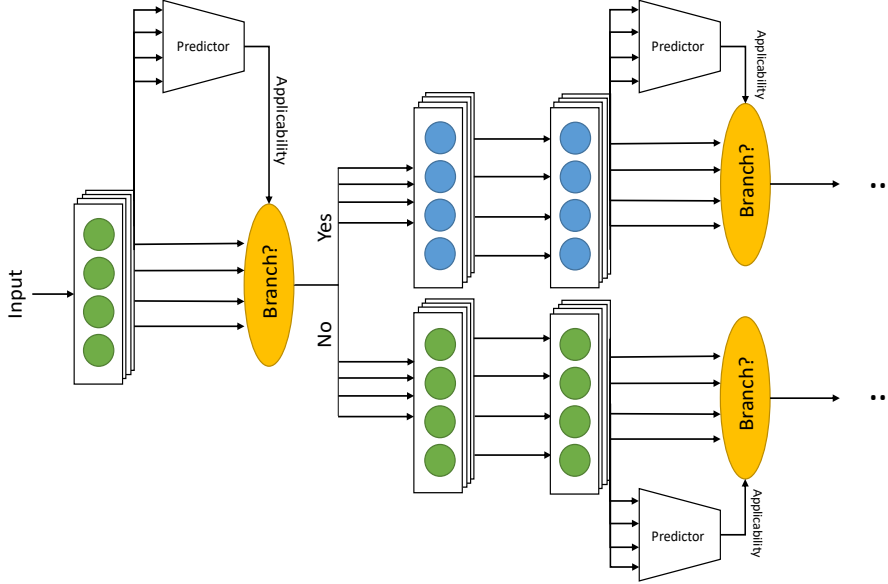 Input
Predictor
Applicability
Branch?
Yes
No
Predictor
Applicability
Branch?
..
Branch?
..
Predictor
Applicability